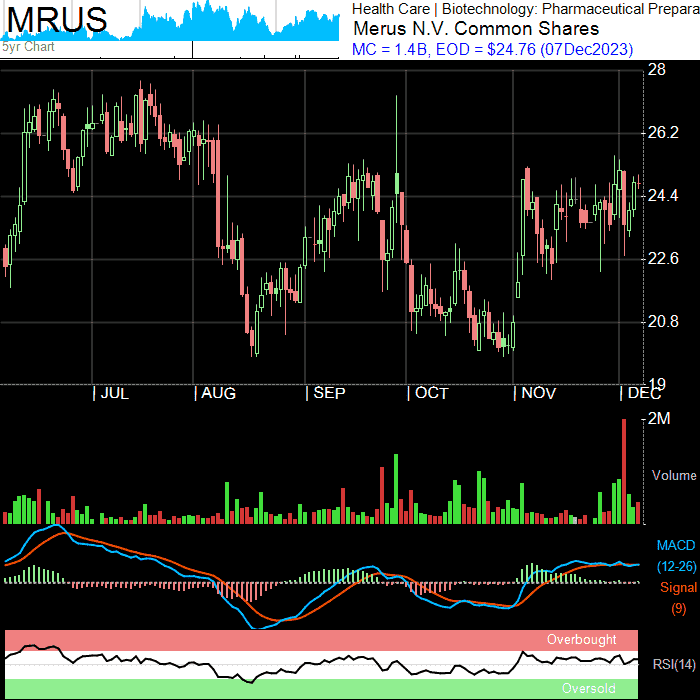 MRUS
5yr Chart
Health Care | Biotechnology: Pharmaceutical Prepara
Merus N.V. Common Shares
MC = 1.4B, EOD = $24.76 (07Dec2023)
28
26.2
24.4
22.6
20.8
19
| JUL | AUG | SEP | OCT | NOV | DEC
2M
Volume
MACD
(12-26)
Signal
(9)
Overbought
RSI(14)
Oversold